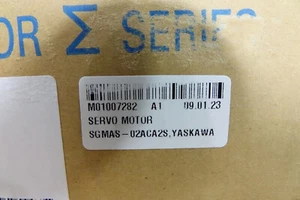 OR Σ SERIES
M01007282 A1 09.01.23
SERVO MOTOR
SGMAS-02ACA2S,YASKAWA